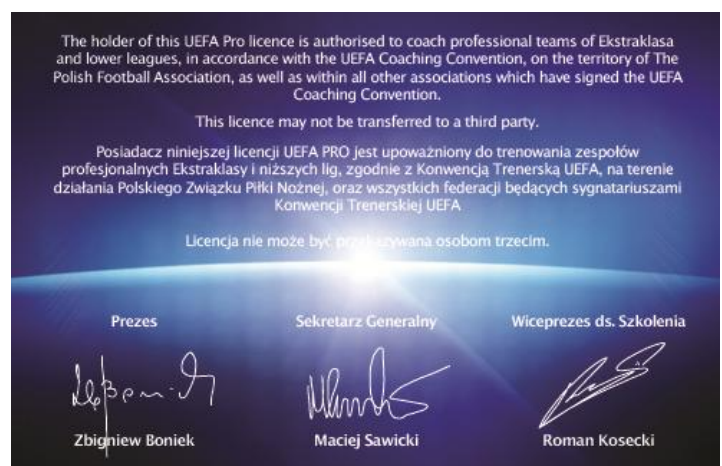 The holder of this UEFA Pro licence is authorised to coach professional teams of Ekstraklasa
and lower leagues, in accordance with the UEFA Coaching Convention, on the territory of The
Polish Football Association, as well as within all other associations which have signed the UEFA
Coaching Convention.
This licence may not be transferred to a third party.
Posiadacz niniejszej licencji UEFA PRO jest upoważniony do trenowania zespołów
profesjonalnych Ekstraklasy i niższych lig, zgodnie z Konwencją Trenerską UEFA, na terenie
działania Polskiego Związku Piłki Nożnej, oraz wszystkich federacji będących sygnatariuszami
Konwencji Trenerskiej UEFA
Licencja nie może być przekazywana osobom trzecim.
Prezes Sekretarz Generalny Wiceprezes ds. Szkolenia
Zbigniew Boniek Maciej Sawicki Roman Kosecki